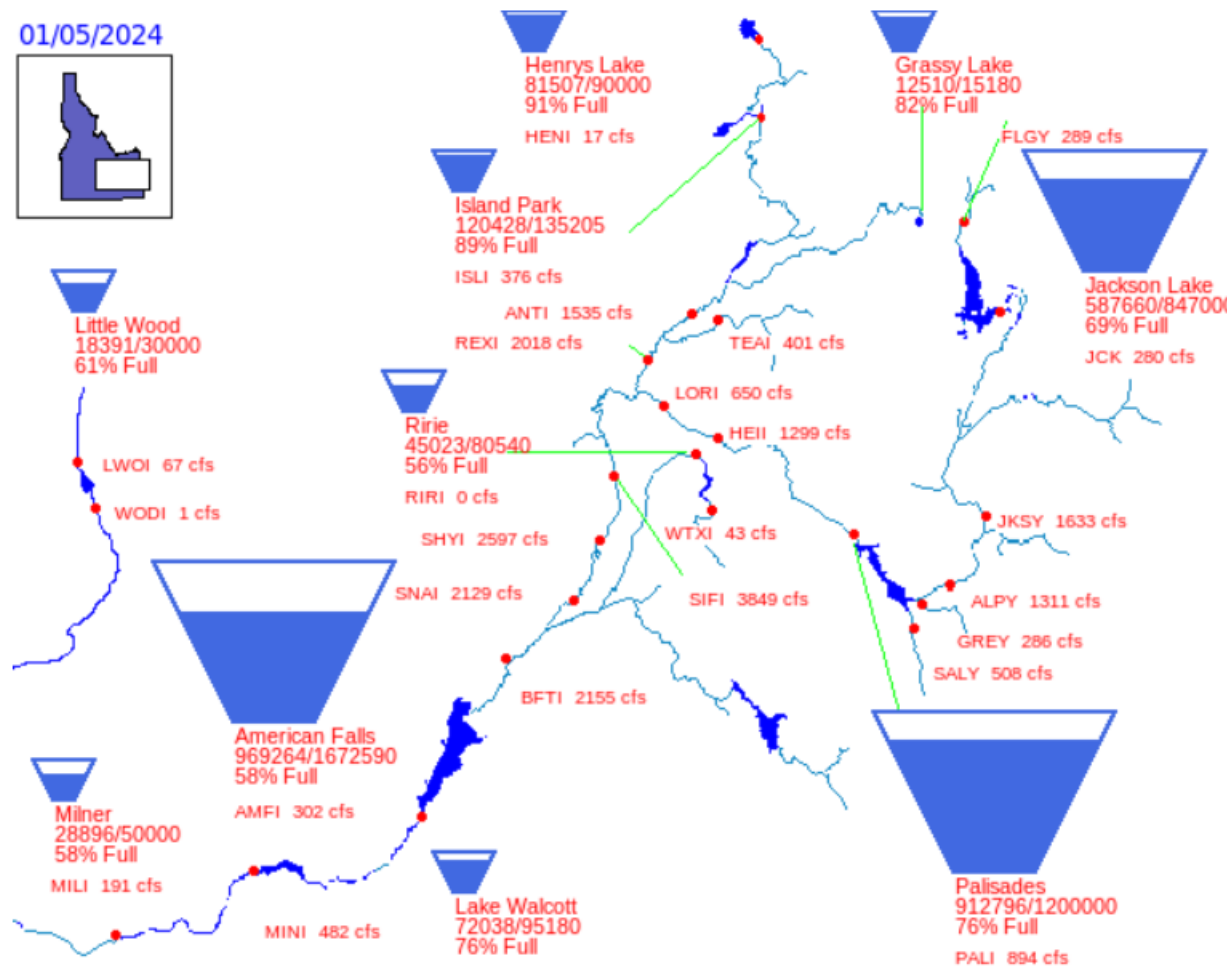 01/05/2024
Henrys Lake
81507/90000
91% Full
HENI 17 cfs
Grassy Lake
12510/15180
82% Full
FLGY 289 cfs
Island Park
120428/135205
89% Full
ISLI 376 cfs
Jackson Lake
587660/847000
69% Full
JCK 280 cfs
Little Wood
18391/30000
61% Full
ANTI 1535 cfs
REXI 2018 cfs
TEAI 401 cfs
LORI 650 cfs
HEII 1299 cfs
Ririe
45023/80540
56% Full
RIRI 0 cfs
LWOI 67 cfs
WODI 1 cfs
SHYI 2597 cfs
WTXI 43 cfs
JKSY 1633 cfs
SNAI 2129 cfs
SIFI 3849 cfs
ALPY 1311 cfs
GREY 286 cfs
SALY 508 cfs
BFTI 2155 cfs
American Falls
969264/1672590
58% Full
AMFI 302 cfs
Milner
28896/50000
58% Full
MILI 191 cfs
MINI 482 cfs
Lake Walcott
72038/95180
76% Full
Palisades
912796/1200000
76% Full
PALI 894 cfs